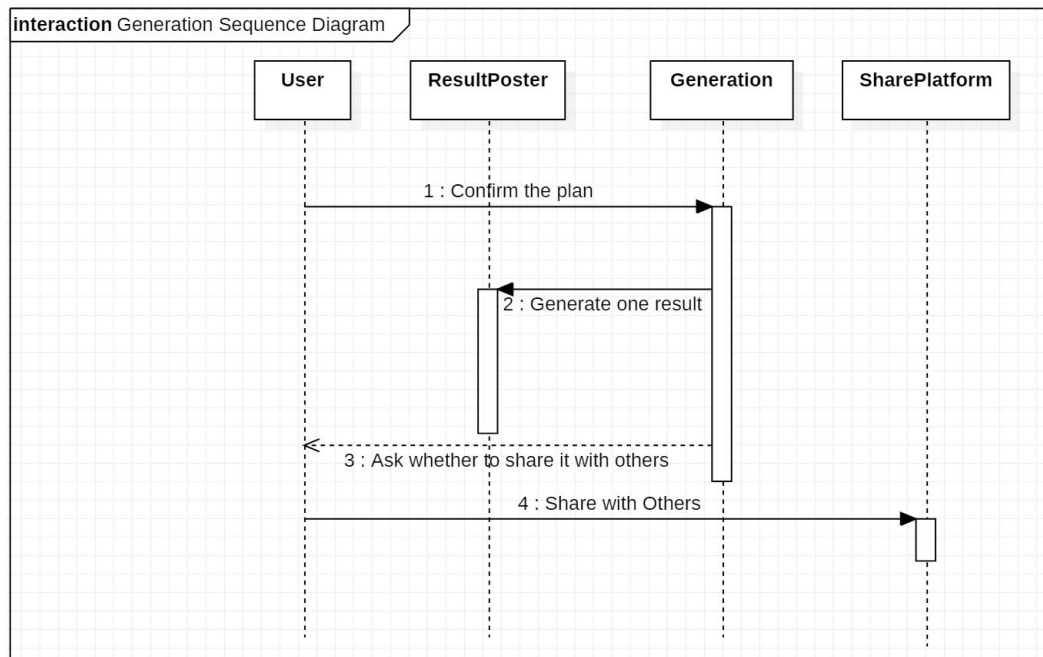 interaction Generation Sequence Diagram
User
ResultPoster
Generation
SharePlatform
1 : Confirm the plan
2 : Generate one result
3 : Ask whether to share it with others
4 : Share with Others